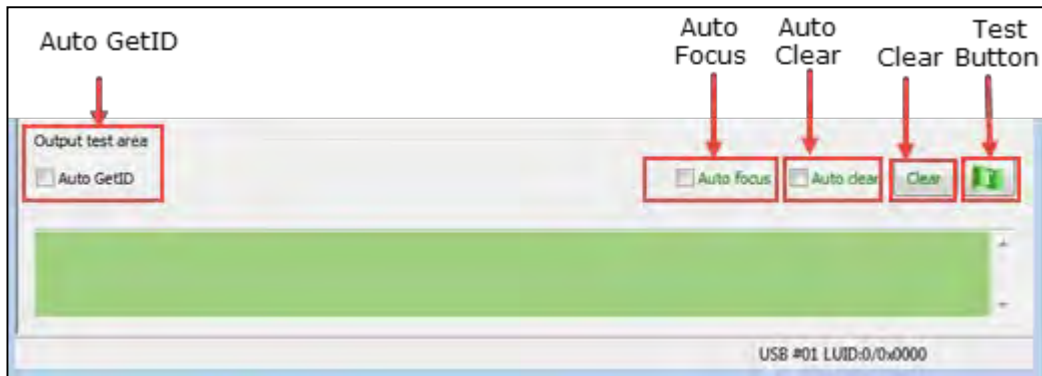 Auto GetID
Auto Focus
Auto Clear
Clear
Test Button
Output test area
Auto GetID
Auto focus
Auto clear
Clear
USB #01 LUID:0/0x0000